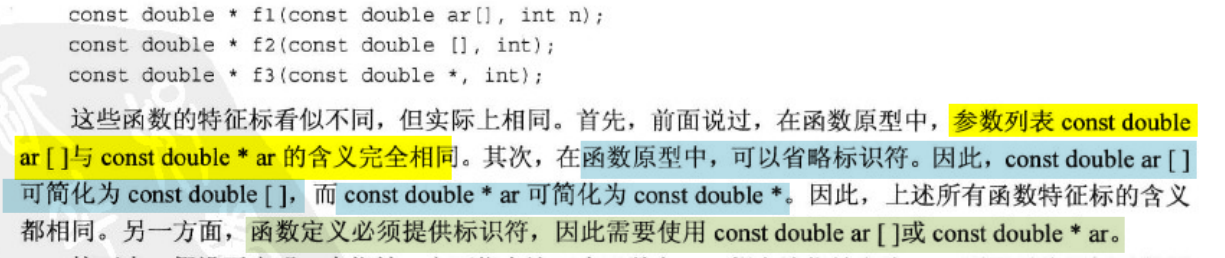 const double * f1(const double ar[], int n);
const double * f2(const double [], int);
const double * f3(const double *, int);
这些函数的特征标看似不同，但实际上相同。首先，前面说过，在函数原型中，参数列表 const double
ar [ ]与 const double * ar 的含义完全相同。其次，在函数原型中，可以省略标识符。因此，const double ar [ ]
可简化为 const double [ ]，而 const double * ar 可简化为 const double *。因此，上述所有函数特征标的含义
都相同。另一方面，函数定义必须提供标识符，因此需要使用 const double ar [ ]或 const double * ar。